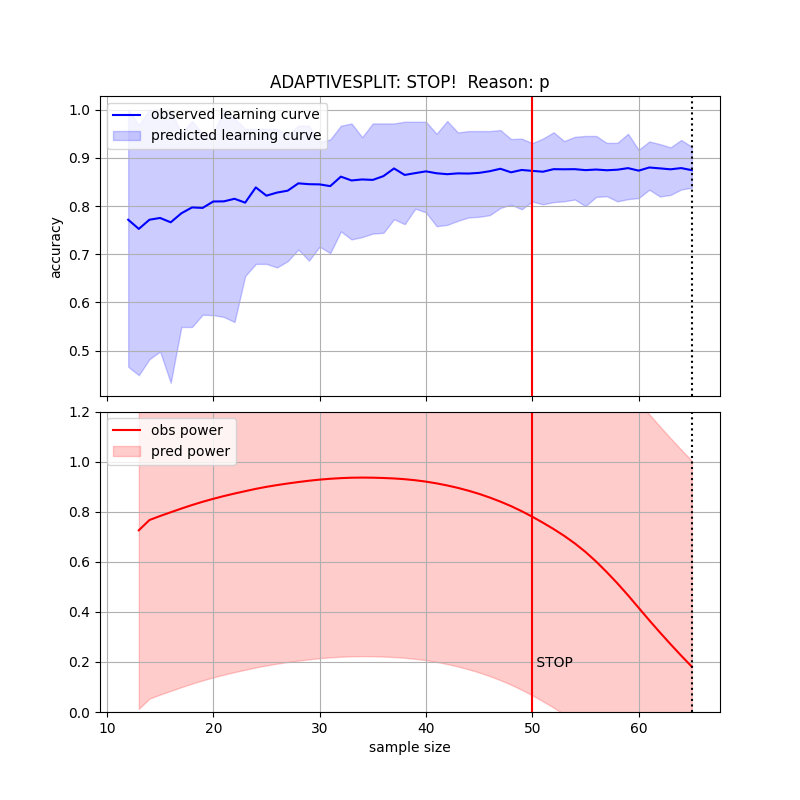 ADAPTIVESPLIT: STOP!  Reason: p
observed learning curve
predicted learning curve
1.0
0.9
0.8
0.7
0.6
0.5
accuracy
obs power
pred power
STOP
1.2
1.0
0.8
0.6
0.4
0.2
0.0
10 20 30 40 50 60
sample size